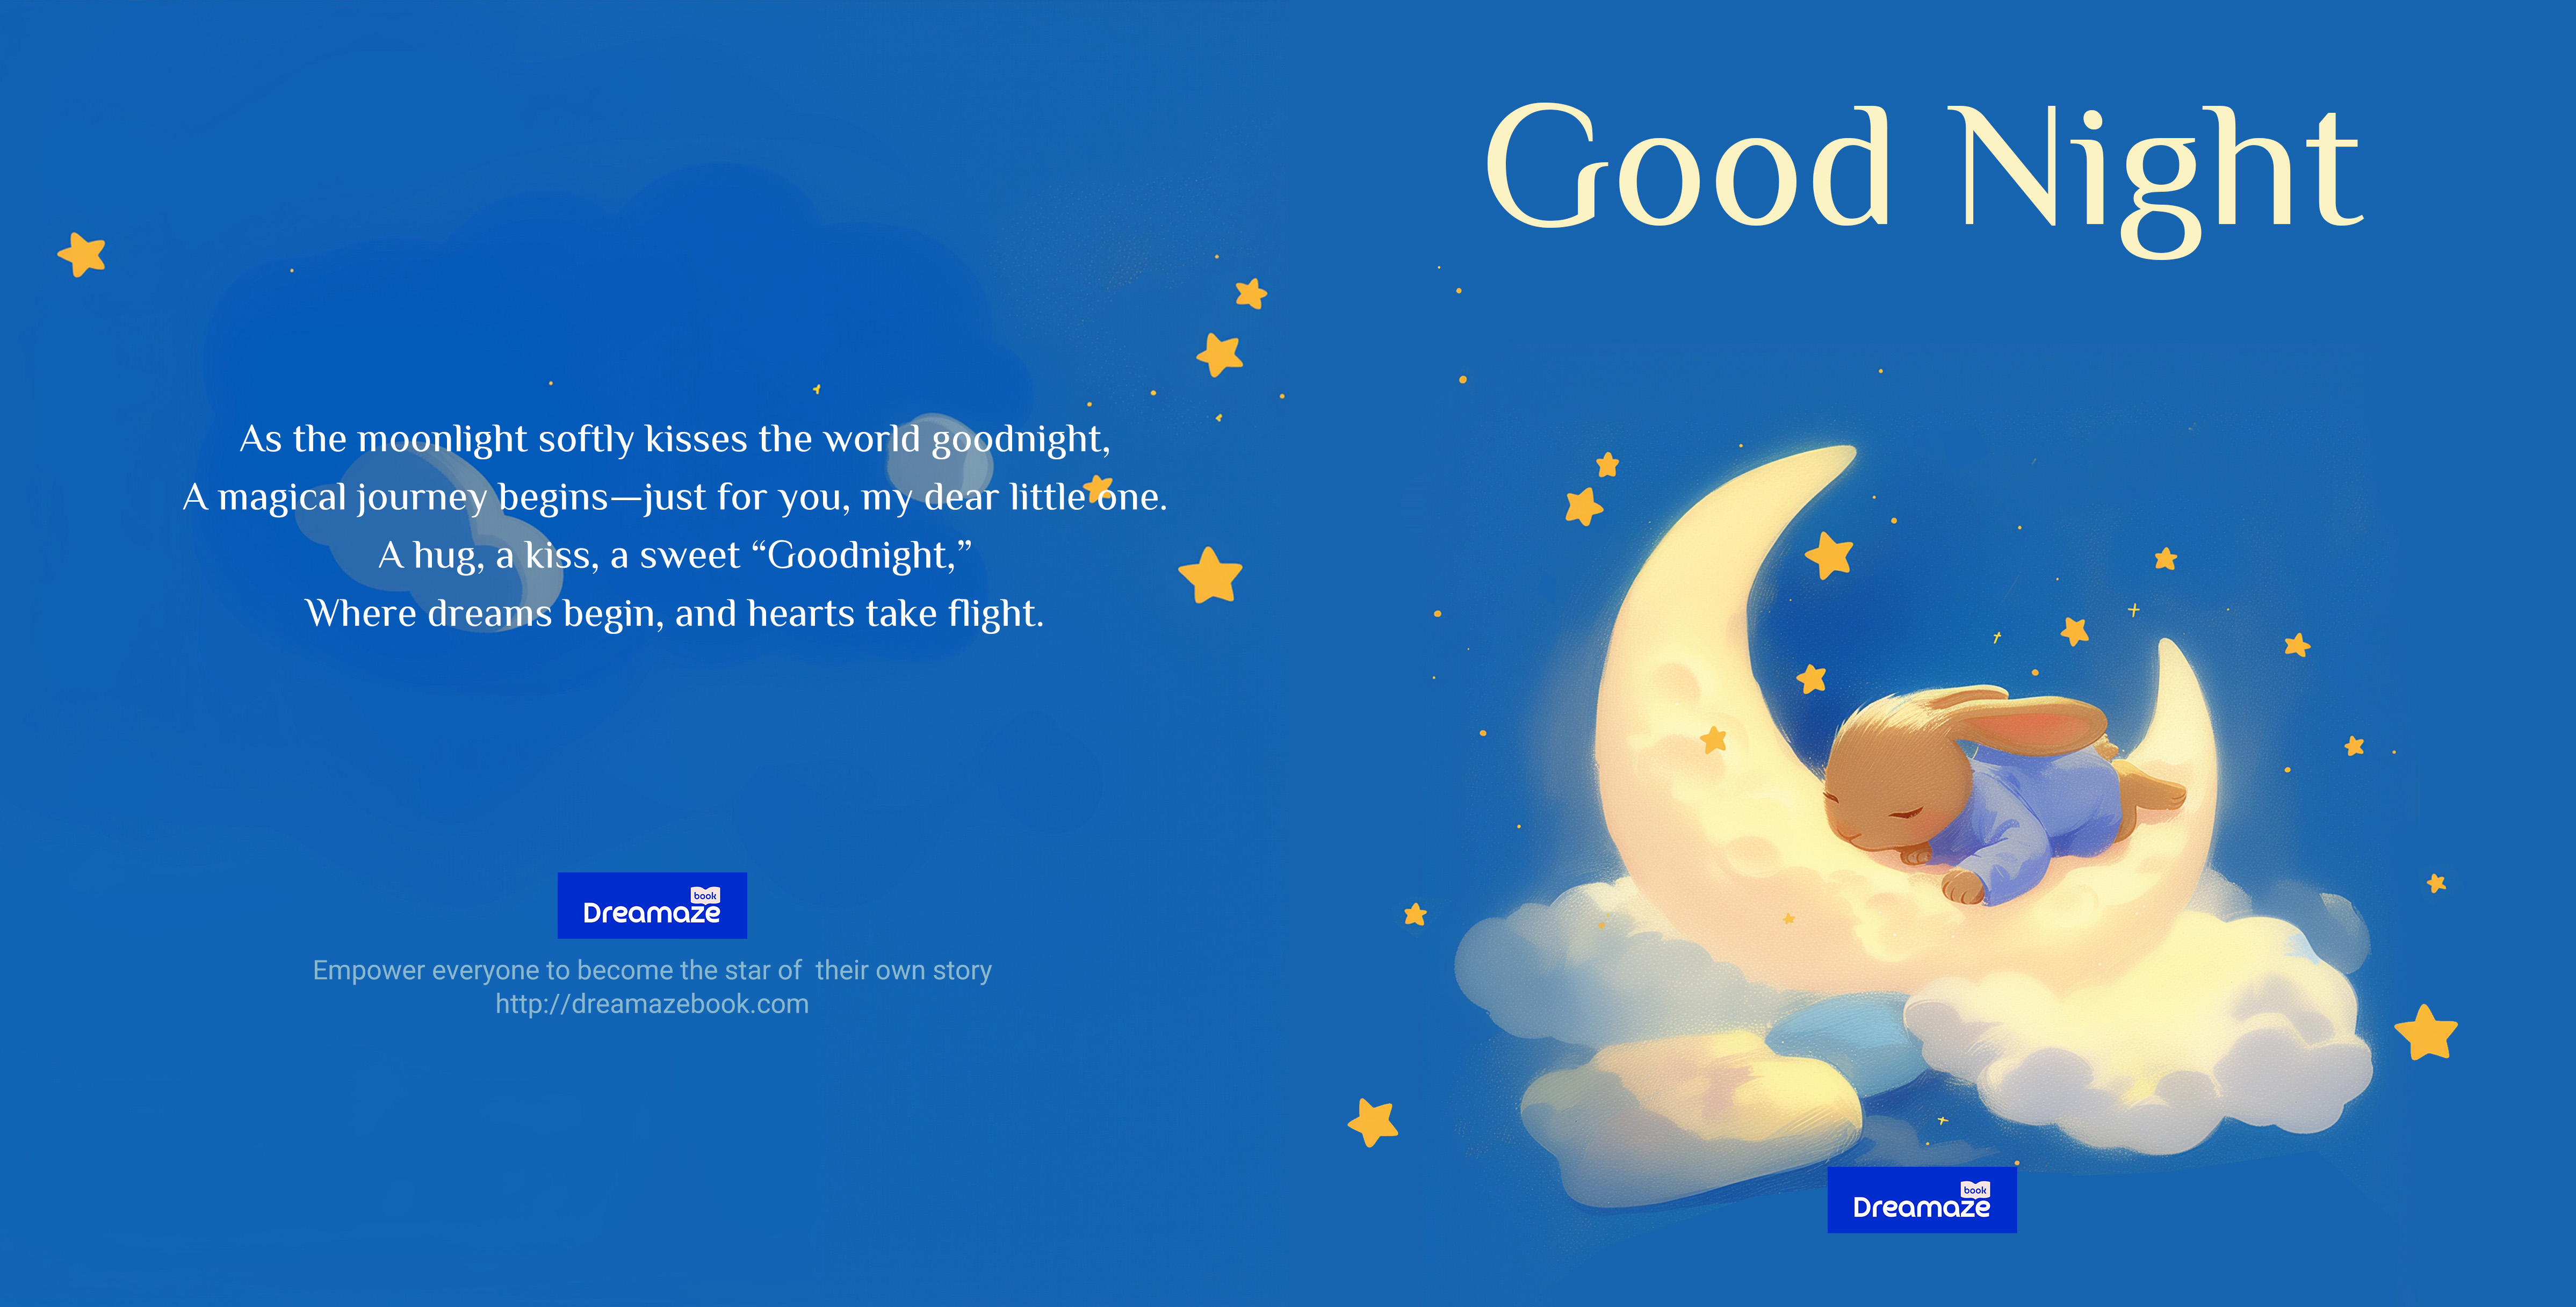 Good Night
As the moonlight softly kisses the world goodnight,
A magical journey begins—just for you, my dear little one.
A hug, a kiss, a sweet “Goodnight,”
Where dreams begin, and hearts take flight.
book
Dreamaze
Empower everyone to become the star of  their own story
http://dreamazebook.com
book
Dreamaze